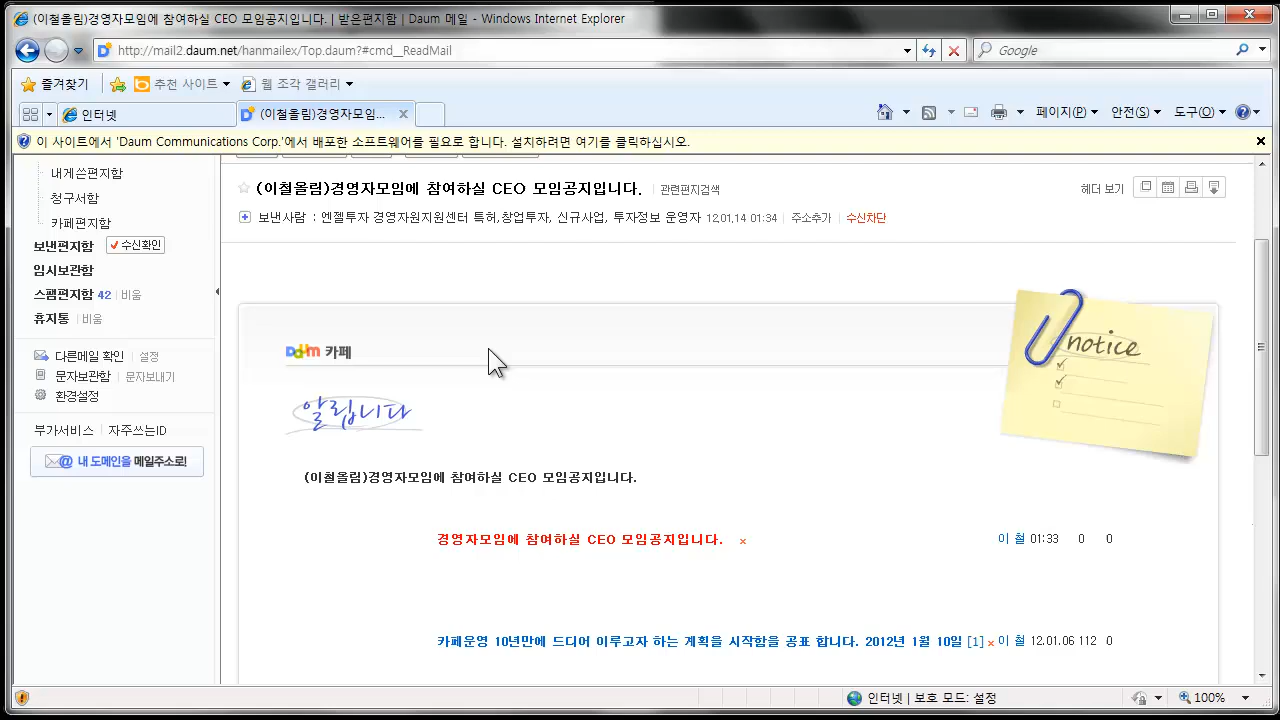 (이철올림)경영자모임에 참여하실 CEO 모임공지입니다. | 받은편지함 | Daum 메일 - Windows Internet Explorer
http://mail2.daum.net/hanmailex/Top.daum?#cmd_ReadMail
Google
즐겨찾기 추천 사이트 웹 조각 갤러리
인터넷 (이철올림)경영자모임... 페이지(P) 안전(S) 도구(O)
이 사이트에서 'Daum Communications Corp.'에서 배포한 소프트웨어를 필요로 합니다. 설치하려면 여기를 클릭하십시오.
내게쓴편지함
청구서함
카페편지함
보낸편지함 수신확인
임시보관함
스팸편지함 42 비움
휴지통 비움
다른메일 확인 설정
문자보관함 문자보내기
환경설정
부가서비스 자주쓰는ID
내 도메인을 메일주소로!
(이철올림)경영자모임에 참여하실 CEO 모임공지입니다. 관련편지검색
헤더 보기
보낸사람 : 엔젤투자 경영자원지원센터 특허,창업투자, 신규사업, 투자정보 운영자 12.01.14 01:34 주소추가 수신차단
Daum 카페
notice
알립니다
(이철올림)경영자모임에 참여하실 CEO 모임공지입니다.
경영자모임에 참여하실 CEO 모임공지입니다. x 이 철 01:33 0 0
카페운영 10년만에 드디어 이루고자 하는 계획을 시작함을 공표 합니다. 2012년 1월 10일 [1] x 이 철 12.01.06 112 0
인터넷 | 보호 모드: 설정
100%